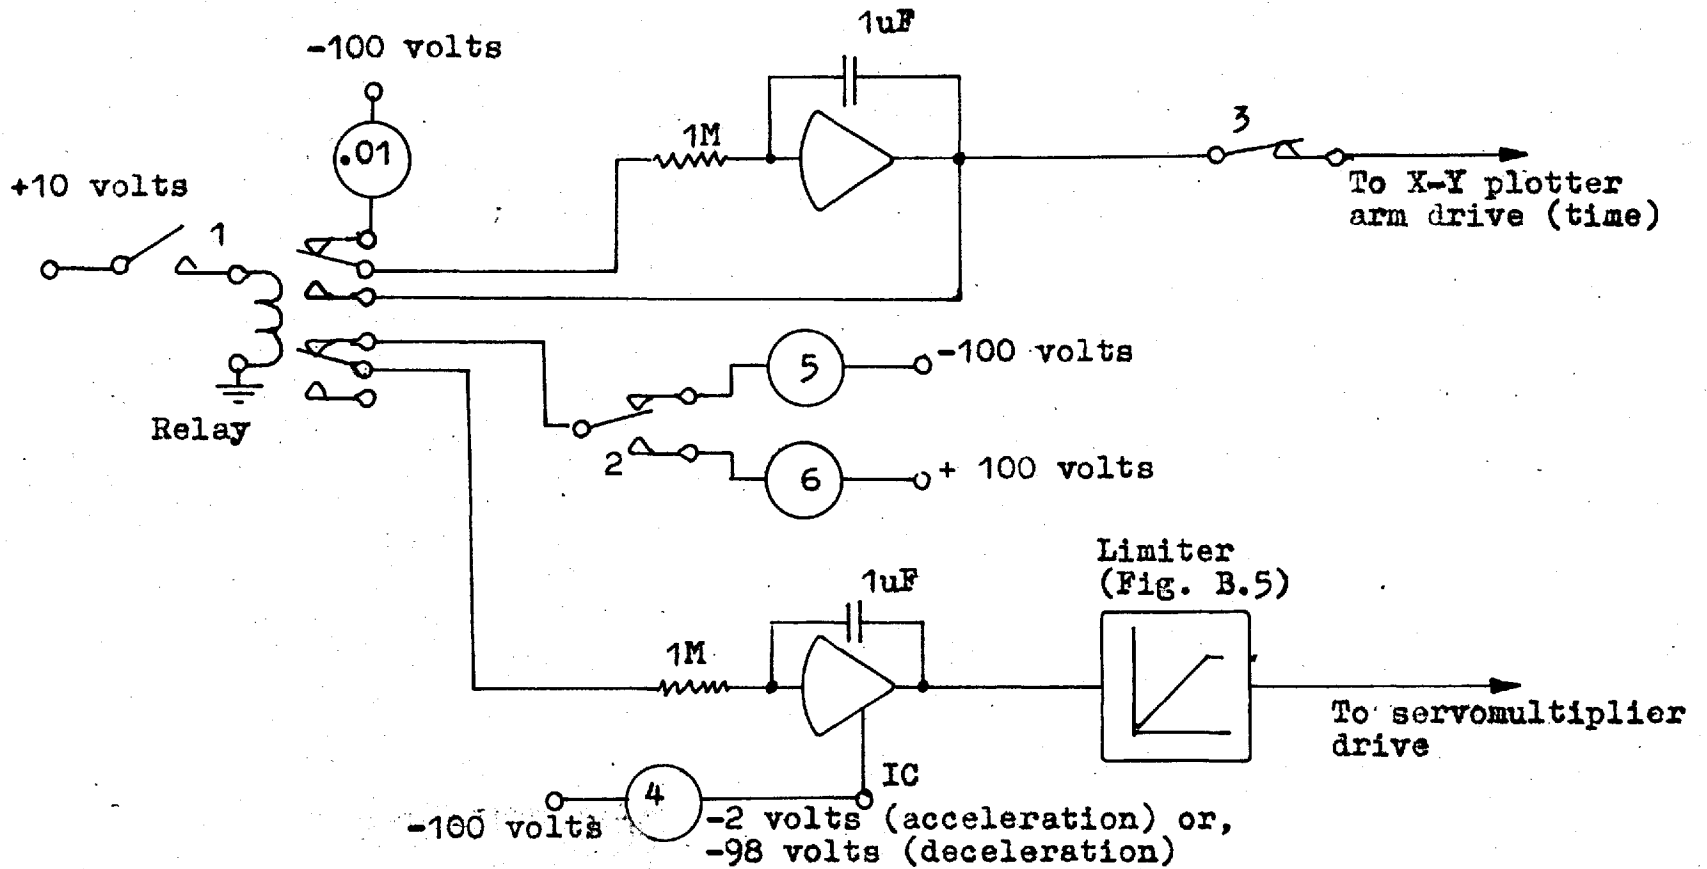 1uF
-100 volts
.01
1M
3
+10 volts
1
To X-Y plotter
arm drive (time)
5
-100 volts
Relay
2
6
+ 100 volts
Limiter
(Fig. B.5)
1uF
1M
To servomultiplier
drive
IC
4
-100 volts
-2 volts (acceleration) or,
-98 volts (deceleration)